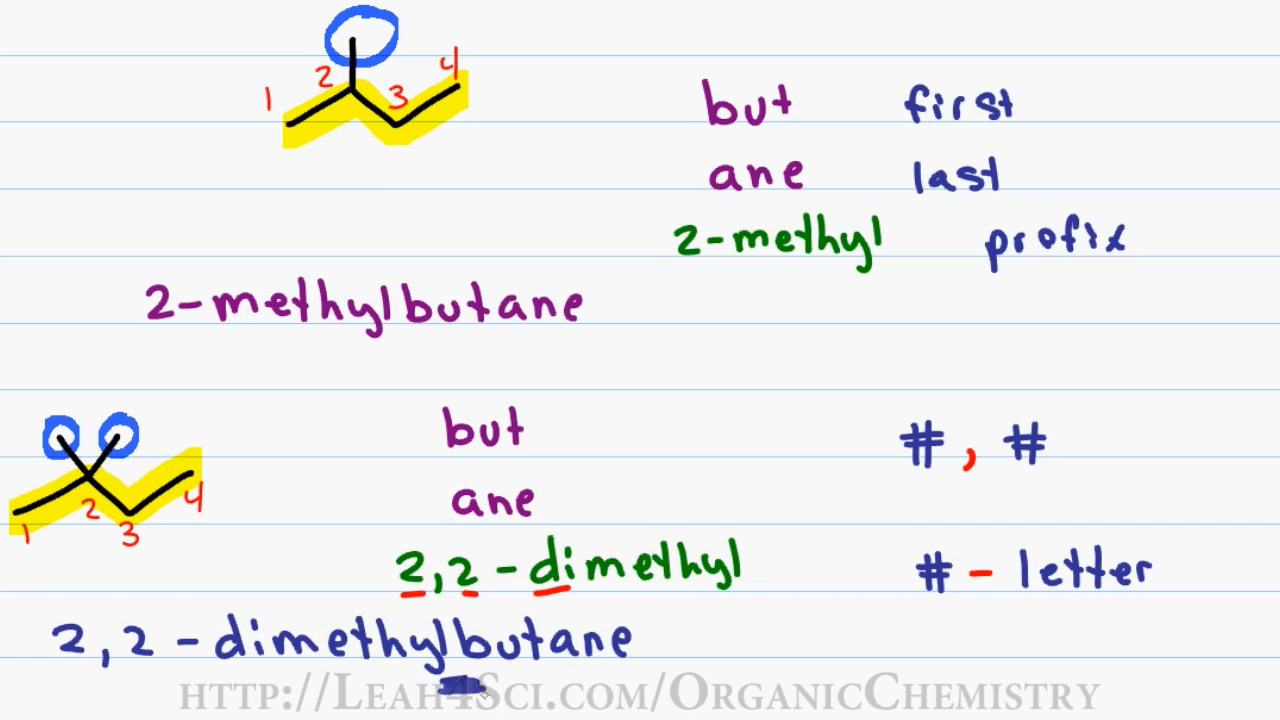 1 2 3 4
but first
ane last
2-methyl prefix
2-methylbutane
1 2 3 4
but
ane
#, #
2,2-dimethyl
#-letter
2,2-dimethylbutane
http://Leah4Sci.com/OrganicChemistry